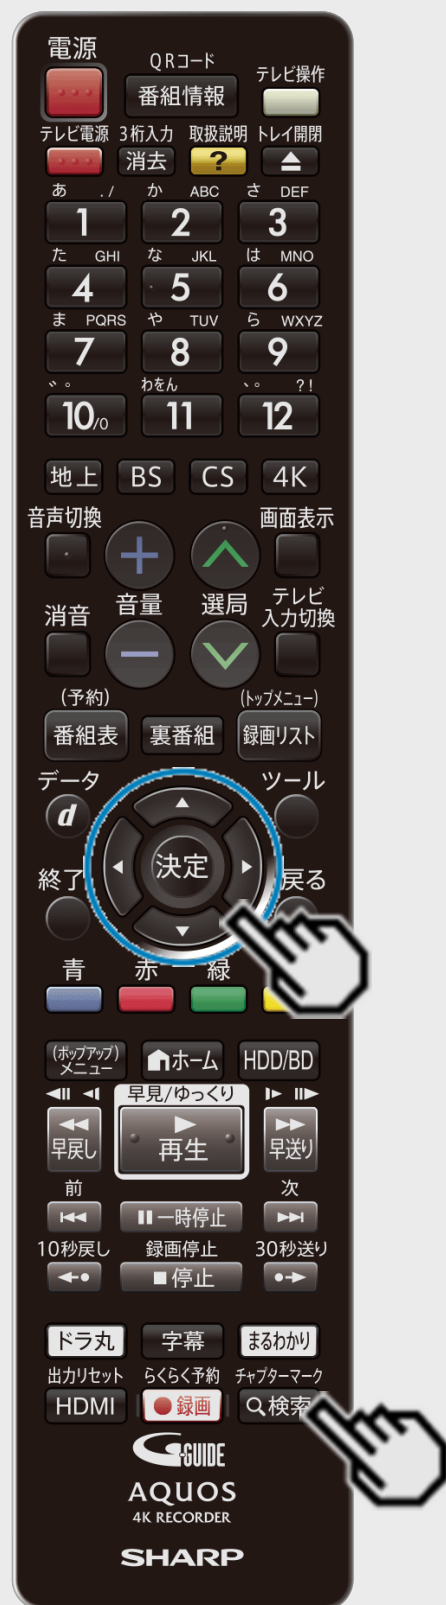 電源
QRコード
番組情報
テレビ操作
テレビ電源 3桁入力 取扱説明 トレイ開閉
消去 ?
あ ./ か ABC さ DEF
1 2 3
た GHI な JKL は MNO
4 5 6
ま PQRS や TUV ら WXYZ
7 8 9
゛゜ わをん 、。 ?!
10/0 11 12
地上 BS CS 4K
音声切換 画面表示
+
消音 音量 選局 テレビ
入力切換
−
(予約) (トップメニュー)
番組表 裏番組 録画リスト
データ ツール
d
決定
終了 戻る
青 赤 緑
(ポップアップ)
メニュー ホーム HDD/BD
早見/ゆっくり
早戻し 再生 早送り
前 次
一時停止
10秒戻し 録画停止 30秒送り
停止
ドラ丸 字幕 まるわかり
出力リセット らくらく予約 チャプターマーク
HDMI 録画 検索
G-GUIDE
AQUOS
4K RECORDER
SHARP